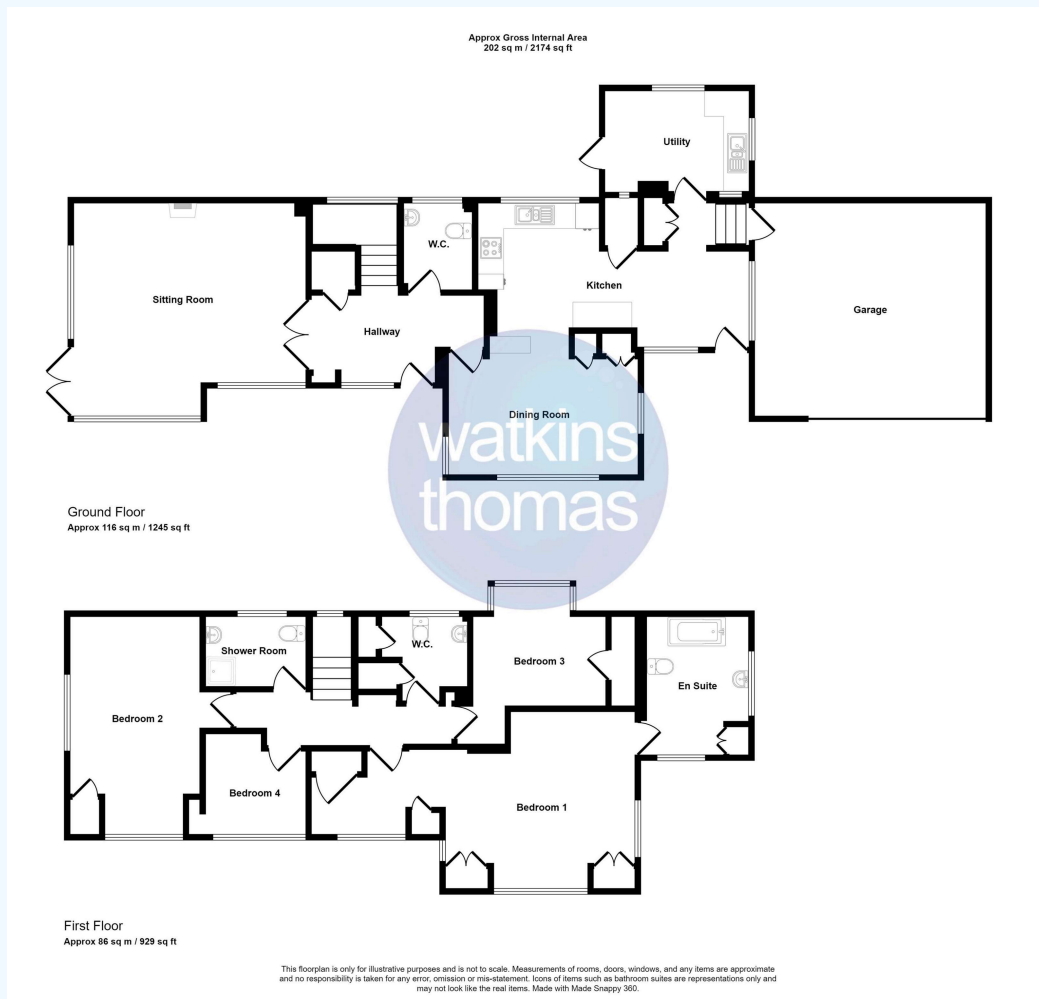 Approx Gross Internal Area
202 sq m / 2174 sq ft
Utility
W.C.
Sitting Room
Kitchen
Hallway
Garage
Dining Room
watkins
thomas
Ground Floor
Approx 116 sq m / 1245 sq ft
Shower Room
W.C.
Bedroom 3
En Suite
Bedroom 2
Bedroom 4
Bedroom 1
First Floor
Approx 86 sq m / 929 sq ft
This floorplan is only for illustrative purposes and is not to scale. Measurements of rooms, doors, windows, and any items are approximate
and no responsibility is taken for any error, omission or mis-statement. Icons of items such as bathroom suites are representations only and
may not look like the real items. Made with Made Snappy 360.